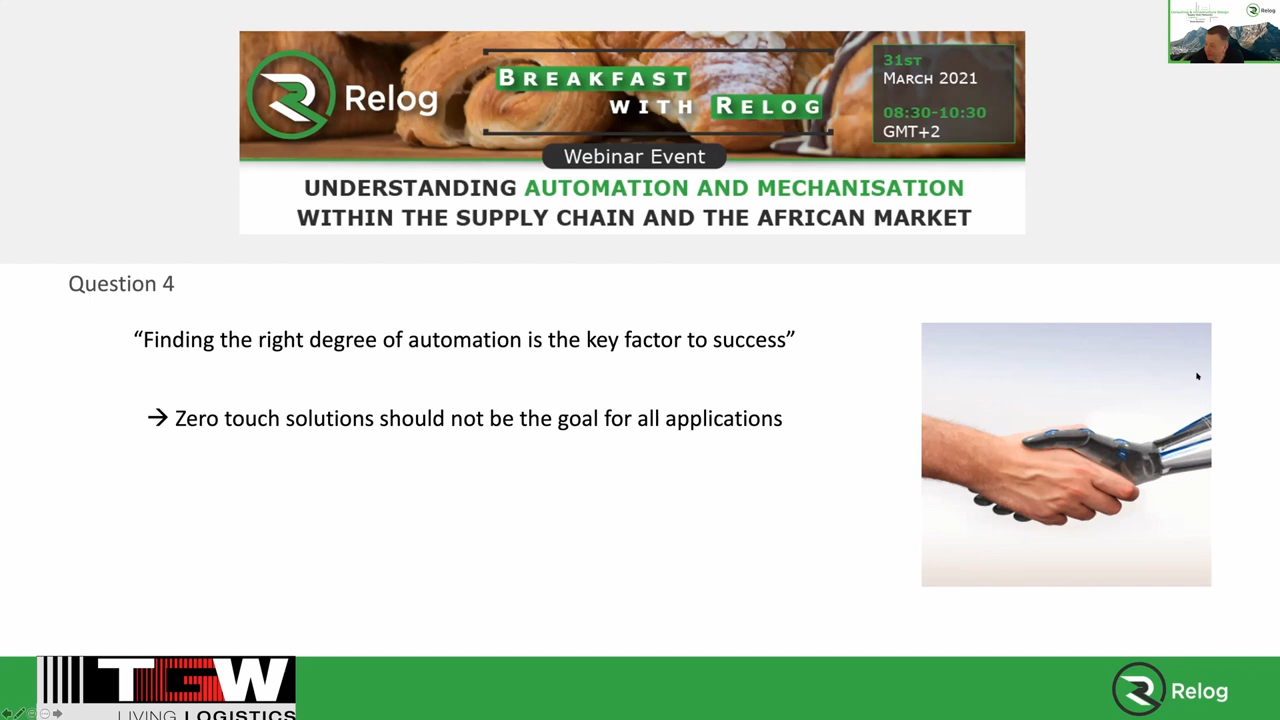 Relog
Relog
BREAKFAST
WITH RELOG
31ST
MARCH 2021
08:30-10:30
GMT+2
Webinar Event
UNDERSTANDING AUTOMATION AND MECHANISATION
WITHIN THE SUPPLY CHAIN AND THE AFRICAN MARKET
Question 4
“Finding the right degree of automation is the key factor to success”
→ Zero touch solutions should not be the goal for all applications
TGW
LIVING LOGISTICS
Relog